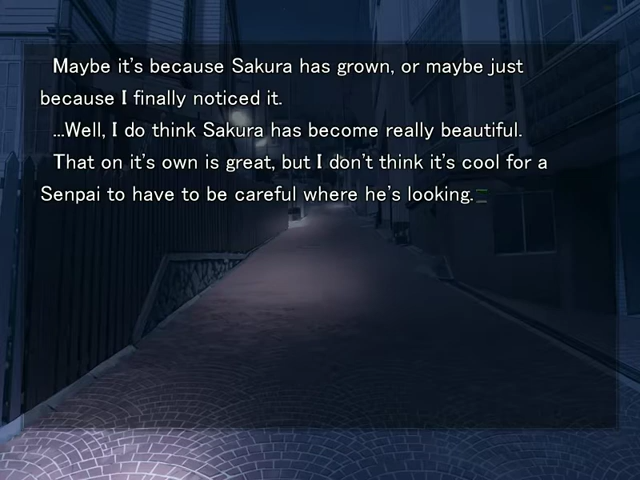 Maybe it's because Sakura has grown, or maybe just
because I finally noticed it.
...Well, I do think Sakura has become really beautiful.
That on it's own is great, but I don't think it's cool for a
Senpai to have to be careful where he's looking.